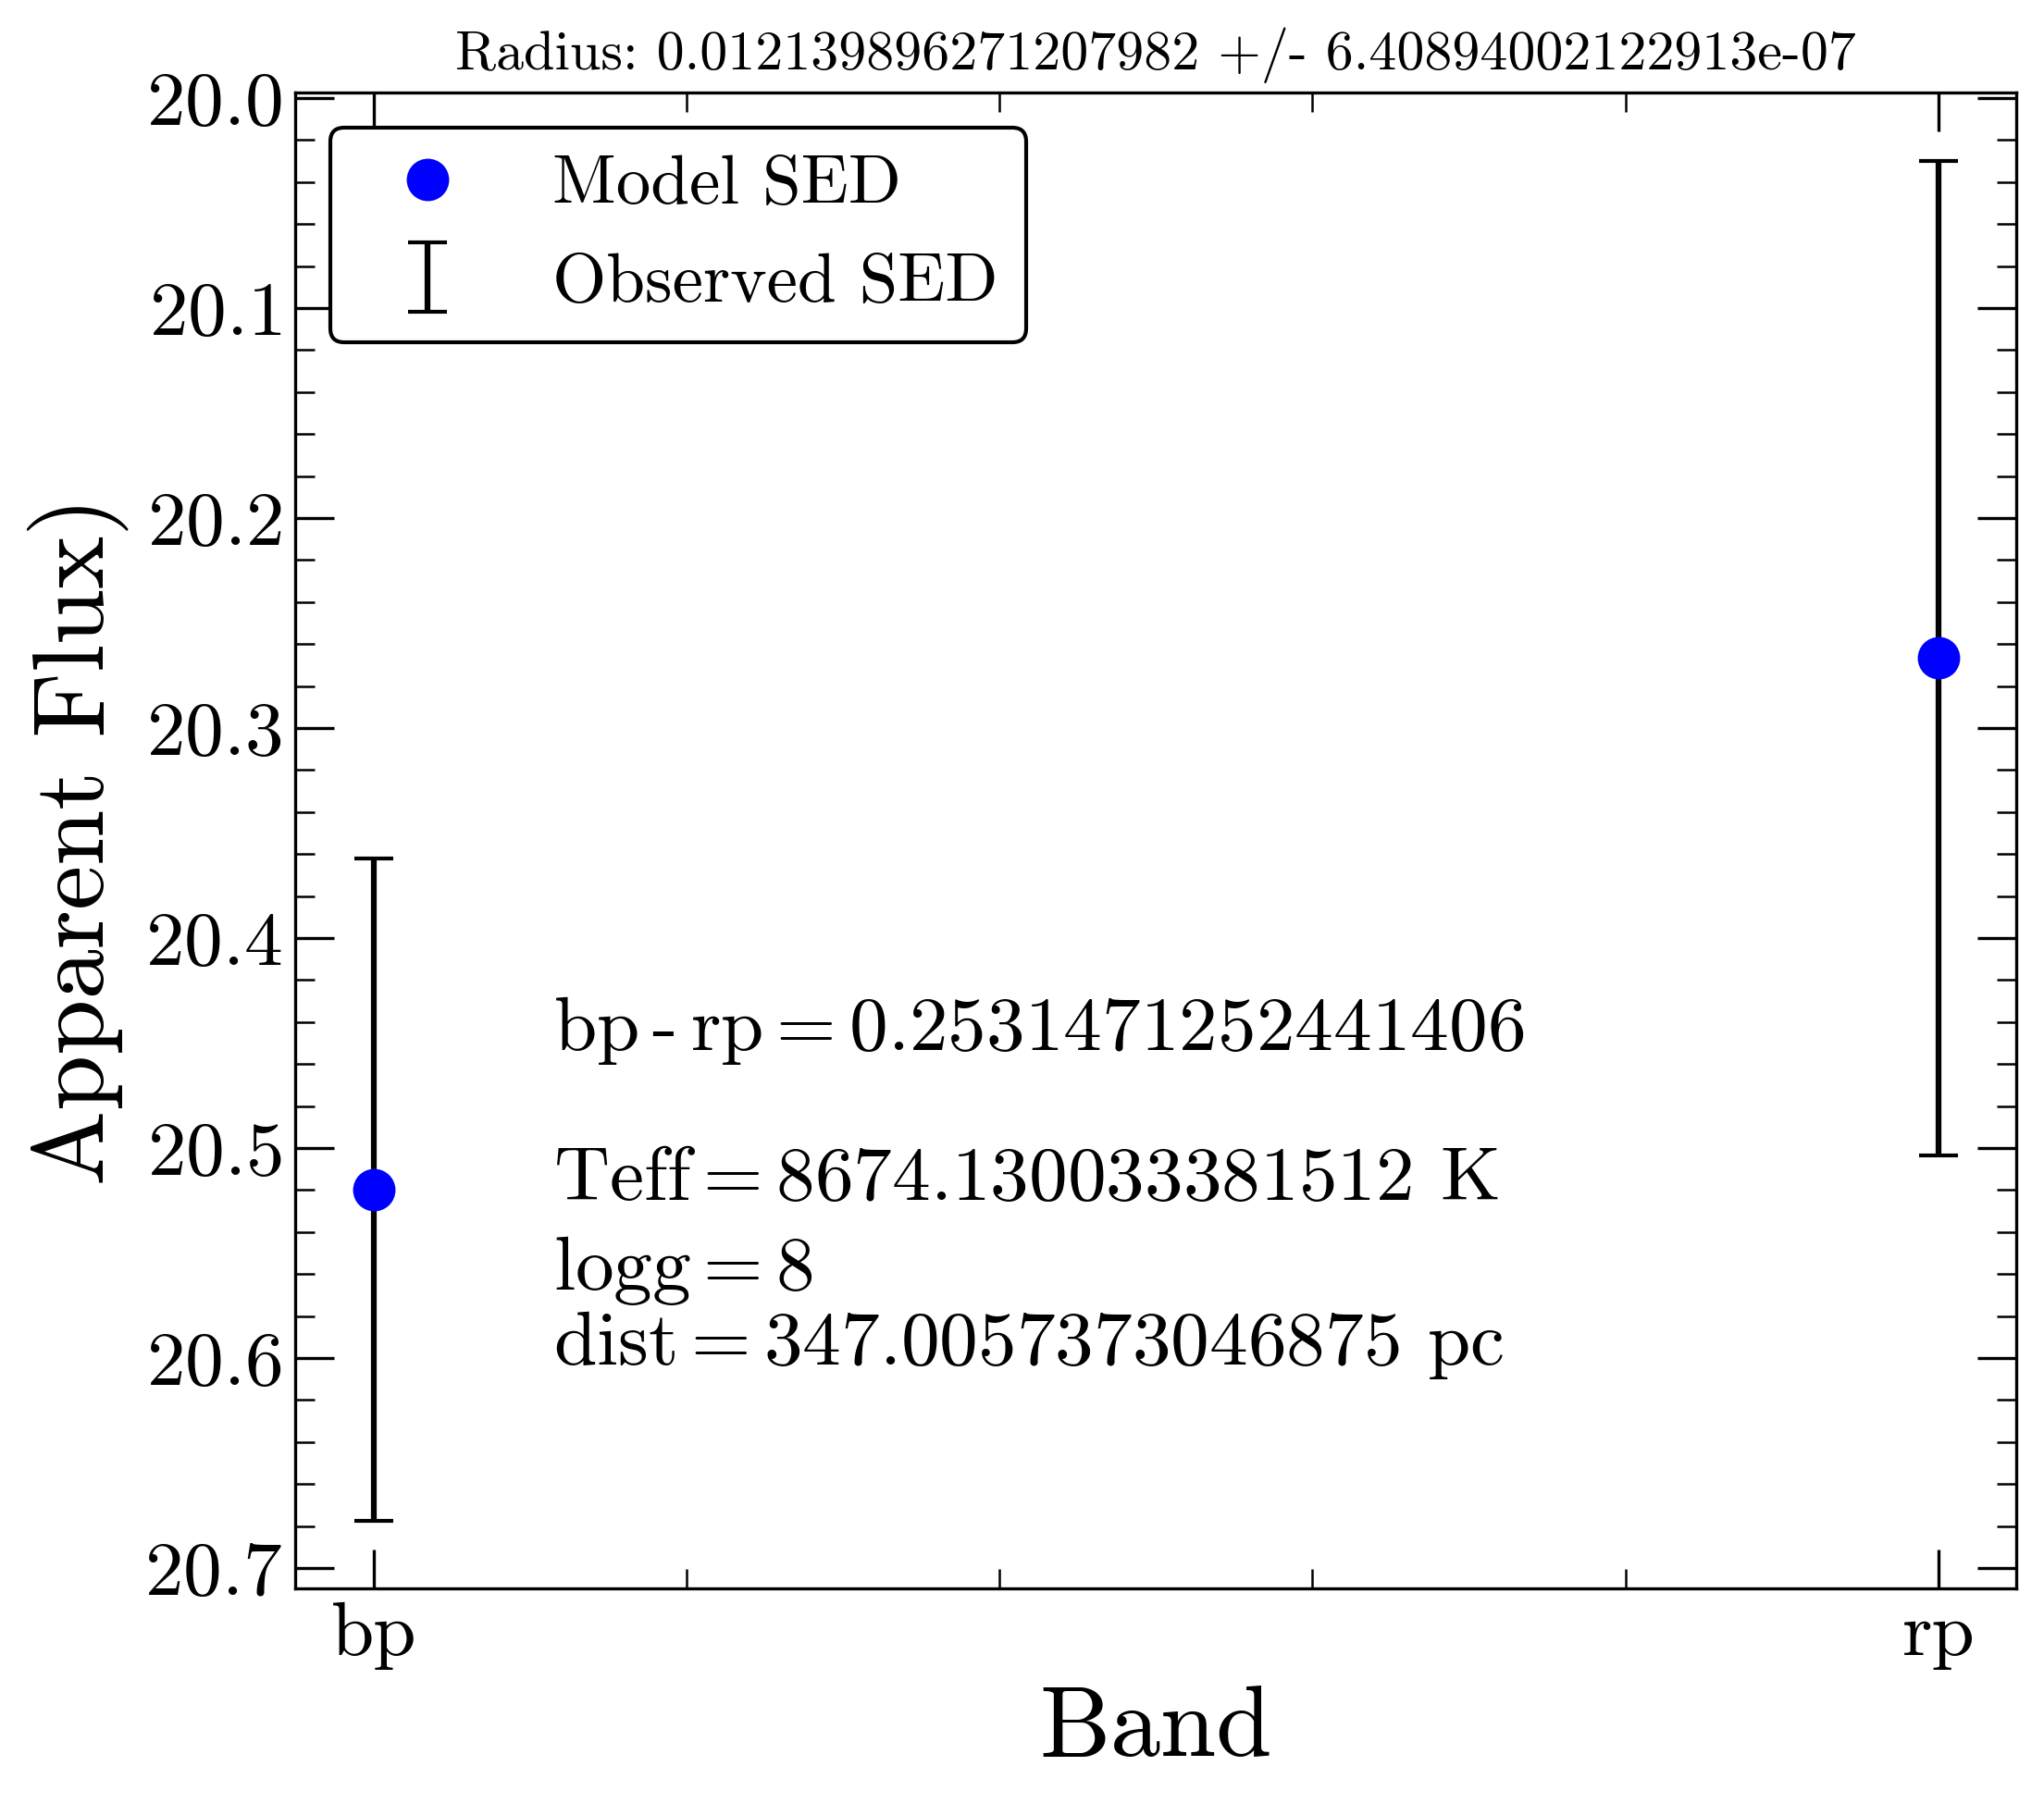 Radius: 0.012139896271207982 +/- 6.40894002122913e-07
20.0
20.1
20.2
20.3
20.4
20.5
20.6
20.7
Apparent Flux)
Model SED
Observed SED
bp - rp = 0.2531471252441406
Teff = 8674.130033381512 K
logg = 8
dist = 347.0057373046875 pc
bp
rp
Band